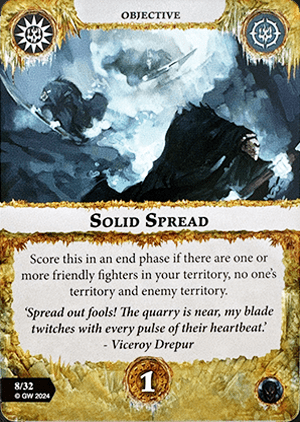 OBJECTIVE
SOLID SPREAD
Score this in an end phase if there are one or
more friendly fighters in your territory, no one's
territory and enemy territory.
'Spread out fools! The quarry is near, my blade
twitches with every pulse of their heartbeat.'
- Viceroy Drepur
8/32
© GW 2024
1